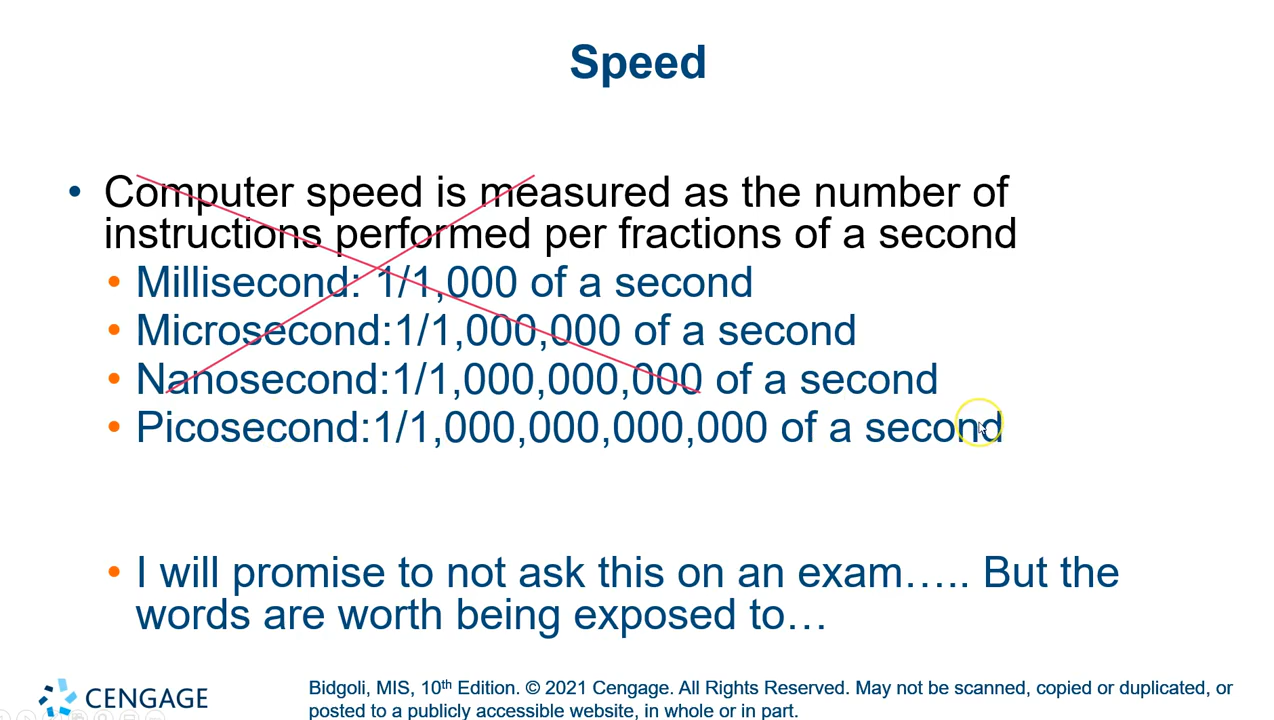 Speed
• Computer speed is measured as the number of
instructions performed per fractions of a second
• Millisecond: 1/1,000 of a second
• Microsecond:1/1,000,000 of a second
• Nanosecond:1/1,000,000,000 of a second
• Picosecond:1/1,000,000,000,000 of a second
• I will promise to not ask this on an exam….. But the
words are worth being exposed to…
CENGAGE
Bidgoli, MIS, 10th Edition. © 2021 Cengage. All Rights Reserved. May not be scanned, copied or duplicated, or
posted to a publicly accessible website, in whole or in part.